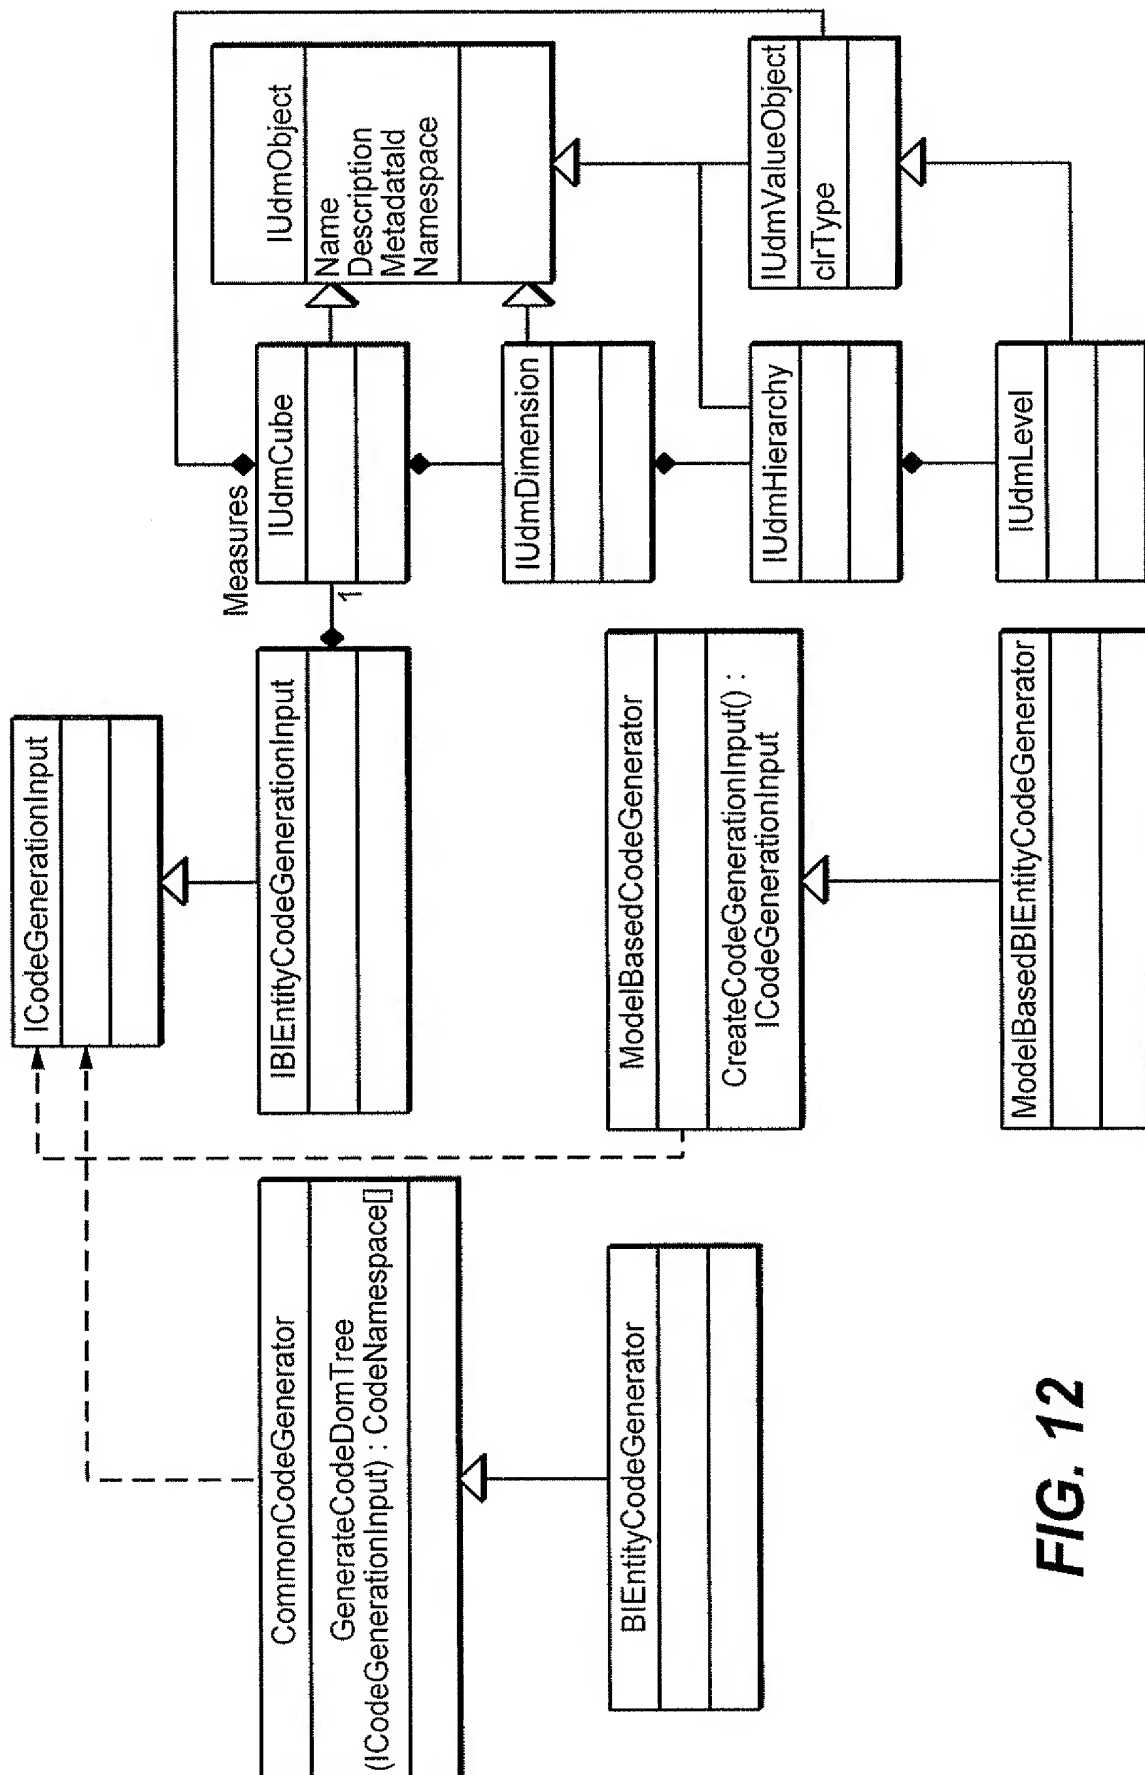 ICodeGenerationInput
CommonCodeGenerator
GenerateCodeDomTree
(ICodeGenerationInput) : CodeNamespace[]
IBIEntityCodeGenerationInput
1
Measures
IUdmCube
IUdmObject
Name
Description
MetadataId
Namespace
IUdmDimension
BIEntityCodeGenerator
ModelBasedCodeGenerator
CreateCodeGenerationInput() :
ICodeGenerationInput
IUdmHierarchy
IUdmValueObject
clrType
ModelBasedBIEntityCodeGenerator
IUdmLevel
FIG. 12